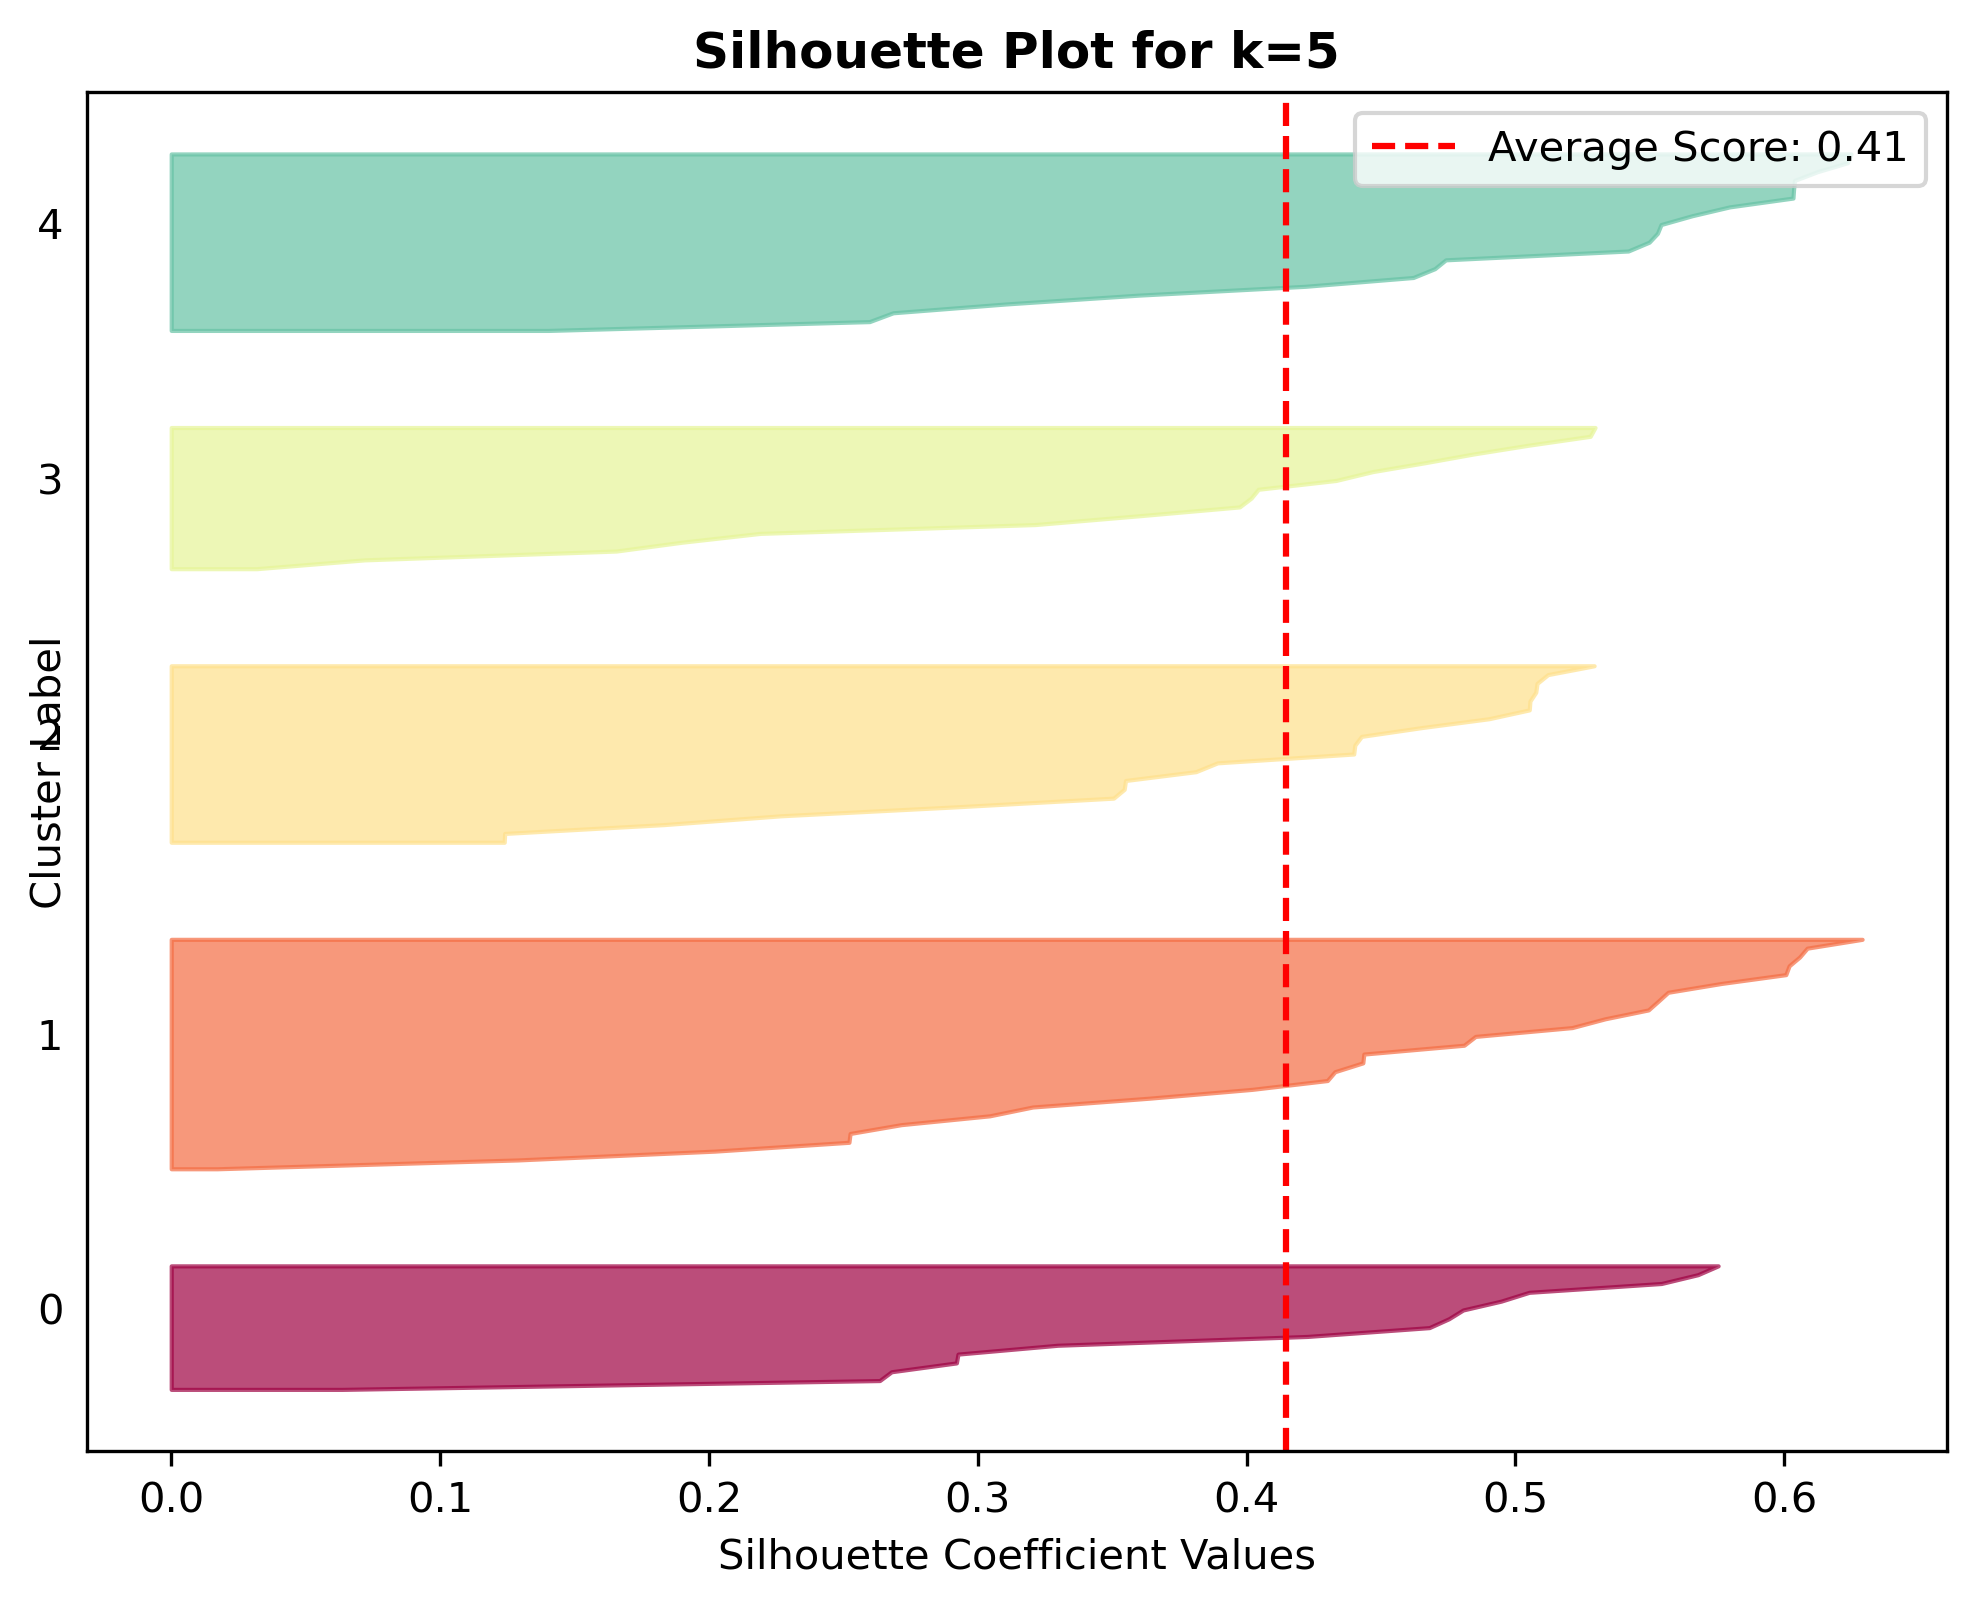 Silhouette Plot for k=5
Average Score: 0.41
Cluster Label
4
3
2
1
0
0.0 0.1 0.2 0.3 0.4 0.5 0.6
Silhouette Coefficient Values